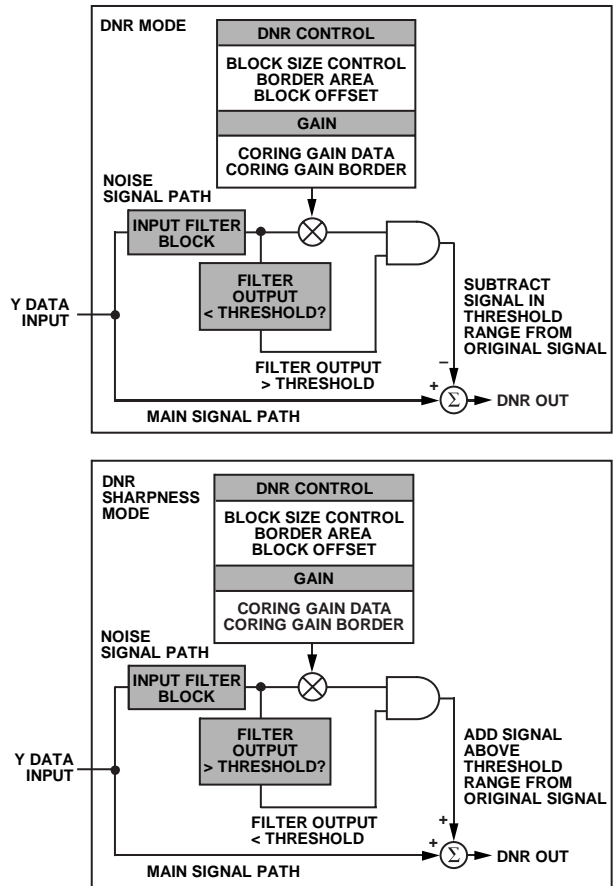 DNR MODE
DNR CONTROL
BLOCK SIZE CONTROL
BORDER AREA
BLOCK OFFSET
GAIN
CORING GAIN DATA
CORING GAIN BORDER
NOISE
SIGNAL PATH
INPUT FILTER
BLOCK
FILTER
OUTPUT
< THRESHOLD?
Y DATA
INPUT
SUBTRACT
SIGNAL IN
THRESHOLD
RANGE FROM
ORIGINAL SIGNAL
FILTER OUTPUT
> THRESHOLD
–
+
Σ
DNR OUT
MAIN SIGNAL PATH
DNR
SHARPNESS
MODE
DNR CONTROL
BLOCK SIZE CONTROL
BORDER AREA
BLOCK OFFSET
GAIN
CORING GAIN DATA
CORING GAIN BORDER
NOISE
SIGNAL PATH
INPUT FILTER
BLOCK
FILTER
OUTPUT
> THRESHOLD?
Y DATA
INPUT
ADD SIGNAL
ABOVE
THRESHOLD
RANGE FROM
ORIGINAL SIGNAL
FILTER OUTPUT
< THRESHOLD
+
+
Σ
DNR OUT
MAIN SIGNAL PATH